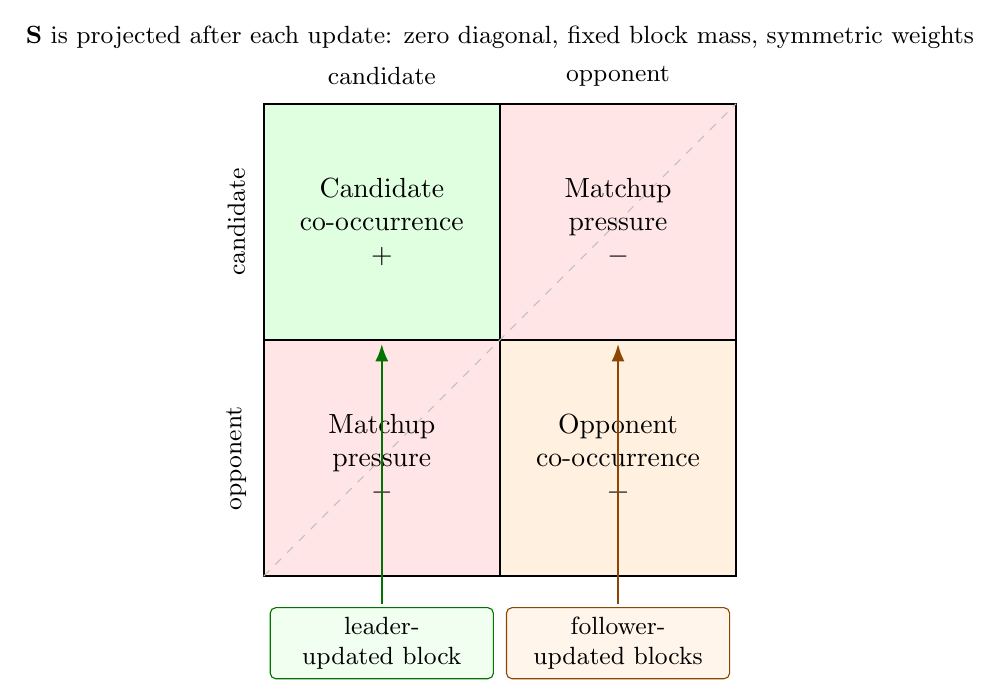 S is projected after each update: zero diagonal, fixed block mass, symmetric weights
candidate
opponent
candidate
Candidate
co-occurrence
+
Matchup
pressure
−
opponent
Matchup
pressure
−
Opponent
co-occurrence
−
leader-
updated block
follower-
updated blocks